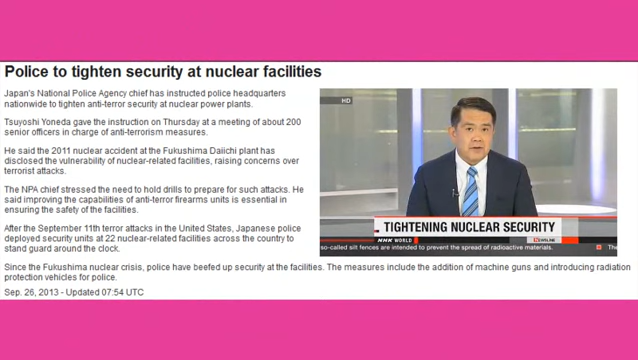 Police to tighten security at nuclear facilities
Japan's National Police Agency chief has instructed police headquarters
nationwide to tighten anti-terror security at nuclear power plants.
Tsuyoshi Yoneda gave the instruction on Thursday at a meeting of about 200
senior officers in charge of anti-terrorism measures.
He said the 2011 nuclear accident at the Fukushima Daiichi plant has
disclosed the vulnerability of nuclear-related facilities, raising concerns over
terrorist attacks.
The NPA chief stressed the need to hold drills to prepare for such attacks. He
said improving the capabilities of anti-terror firearms units is essential in
ensuring the safety of the facilities.
After the September 11th terror attacks in the United States, Japanese police
deployed security units at 22 nuclear-related facilities across the country to
stand guard around the clock.
Since the Fukushima nuclear crisis, police have beefed up security at the facilities. The measures include the addition of machine guns and introducing radiation
protection vehicles for police.
Sep. 26, 2013 - Updated 07:54 UTC
HD
TIGHTENING NUCLEAR SECURITY
NHK WORLD
NEWSLINE
so-called silt fences are intended to prevent the spread of radioactive materials.
The